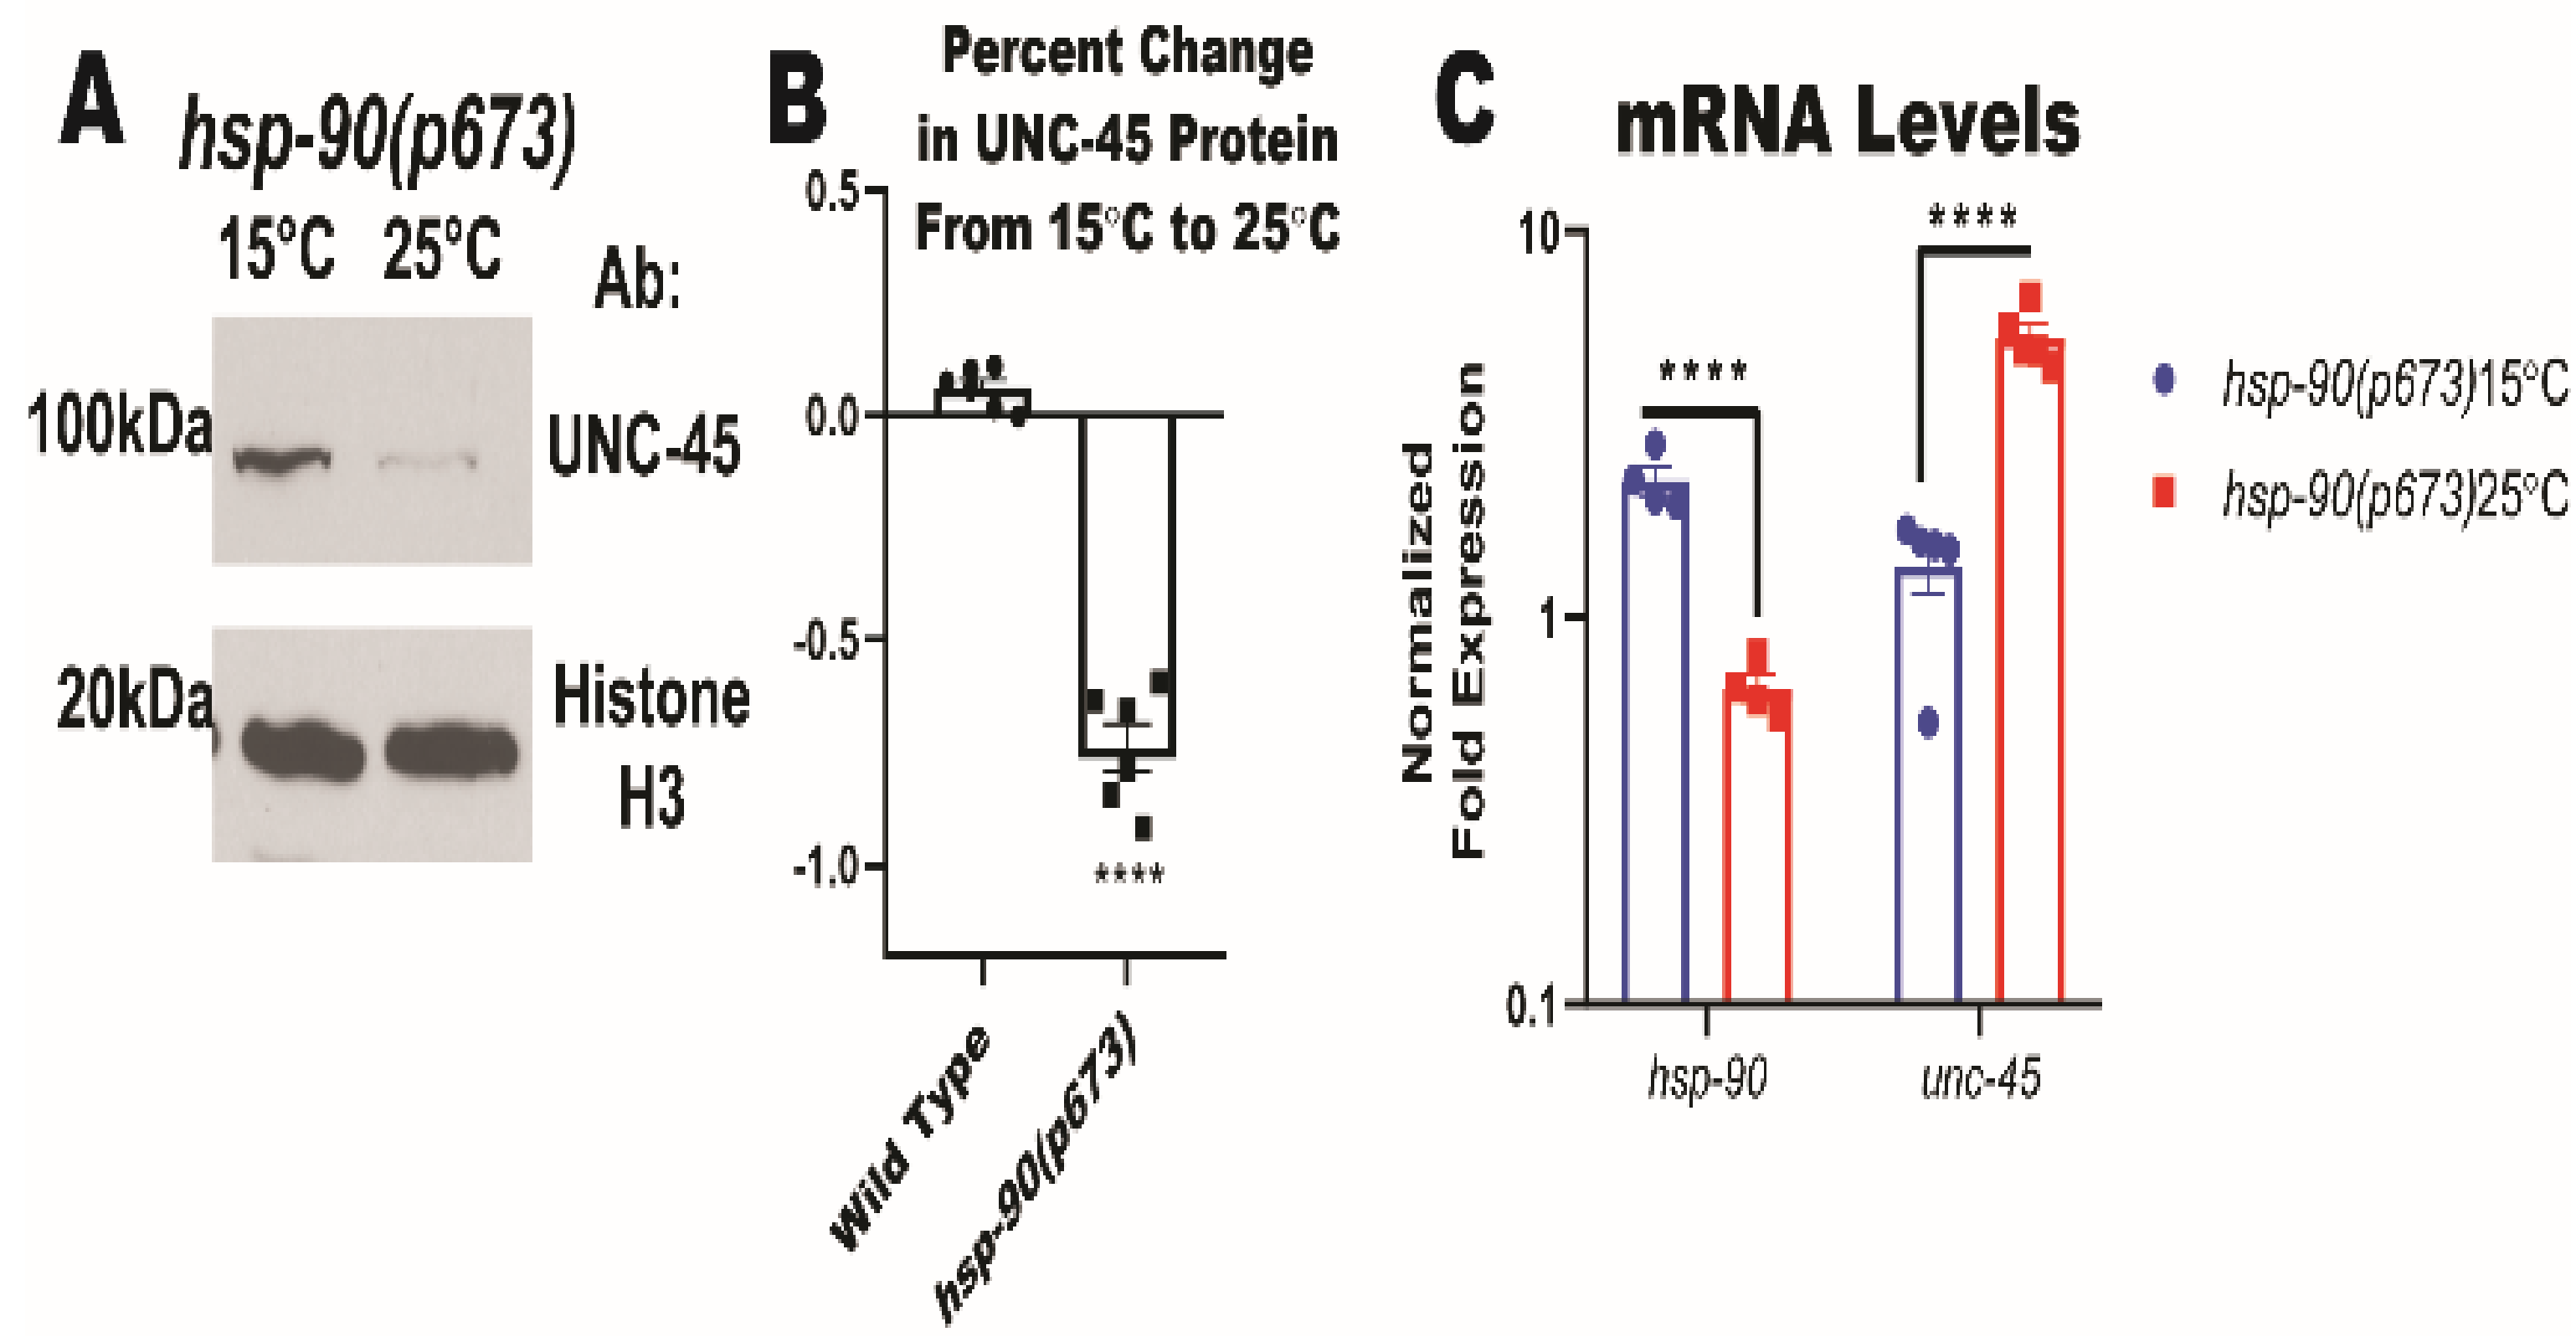 A
hsp-90(p673)
15°C 25°C
Ab:
100kDa
UNC-45
20kDa
Histone
H3
B
Percent Change
in UNC-45 Protein
From 15°C to 25°C
0.5
0.0
-0.5
-1.0
****
Wild Type
hsp-90(p673)
C
mRNA Levels
Normalized
Fold Expression
10
1
0.1
****
****
hsp-90
unc-45
hsp-90(p673)15°C
hsp-90(p673)25°C